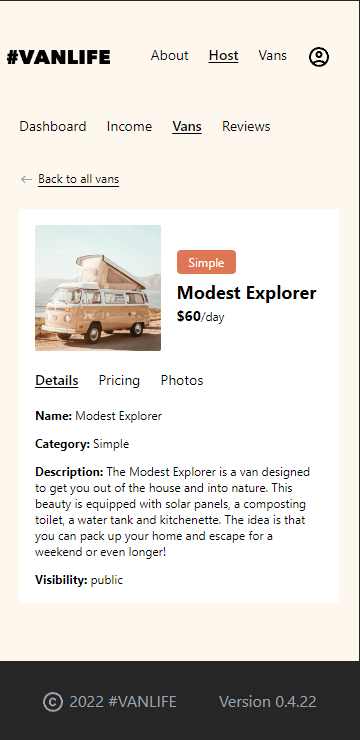 #VANLIFE About Host Vans
Dashboard Income Vans Reviews
← Back to all vans
Simple
Modest Explorer
$60/day
Details Pricing Photos
Name: Modest Explorer
Category: Simple
Description: The Modest Explorer is a van designed
to get you out of the house and into nature. This
beauty is equipped with solar panels, a composting
toilet, a water tank and kitchenette. The idea is that
you can pack up your home and escape for a
weekend or even longer!
Visibility: public
© 2022 #VANLIFE Version 0.4.22